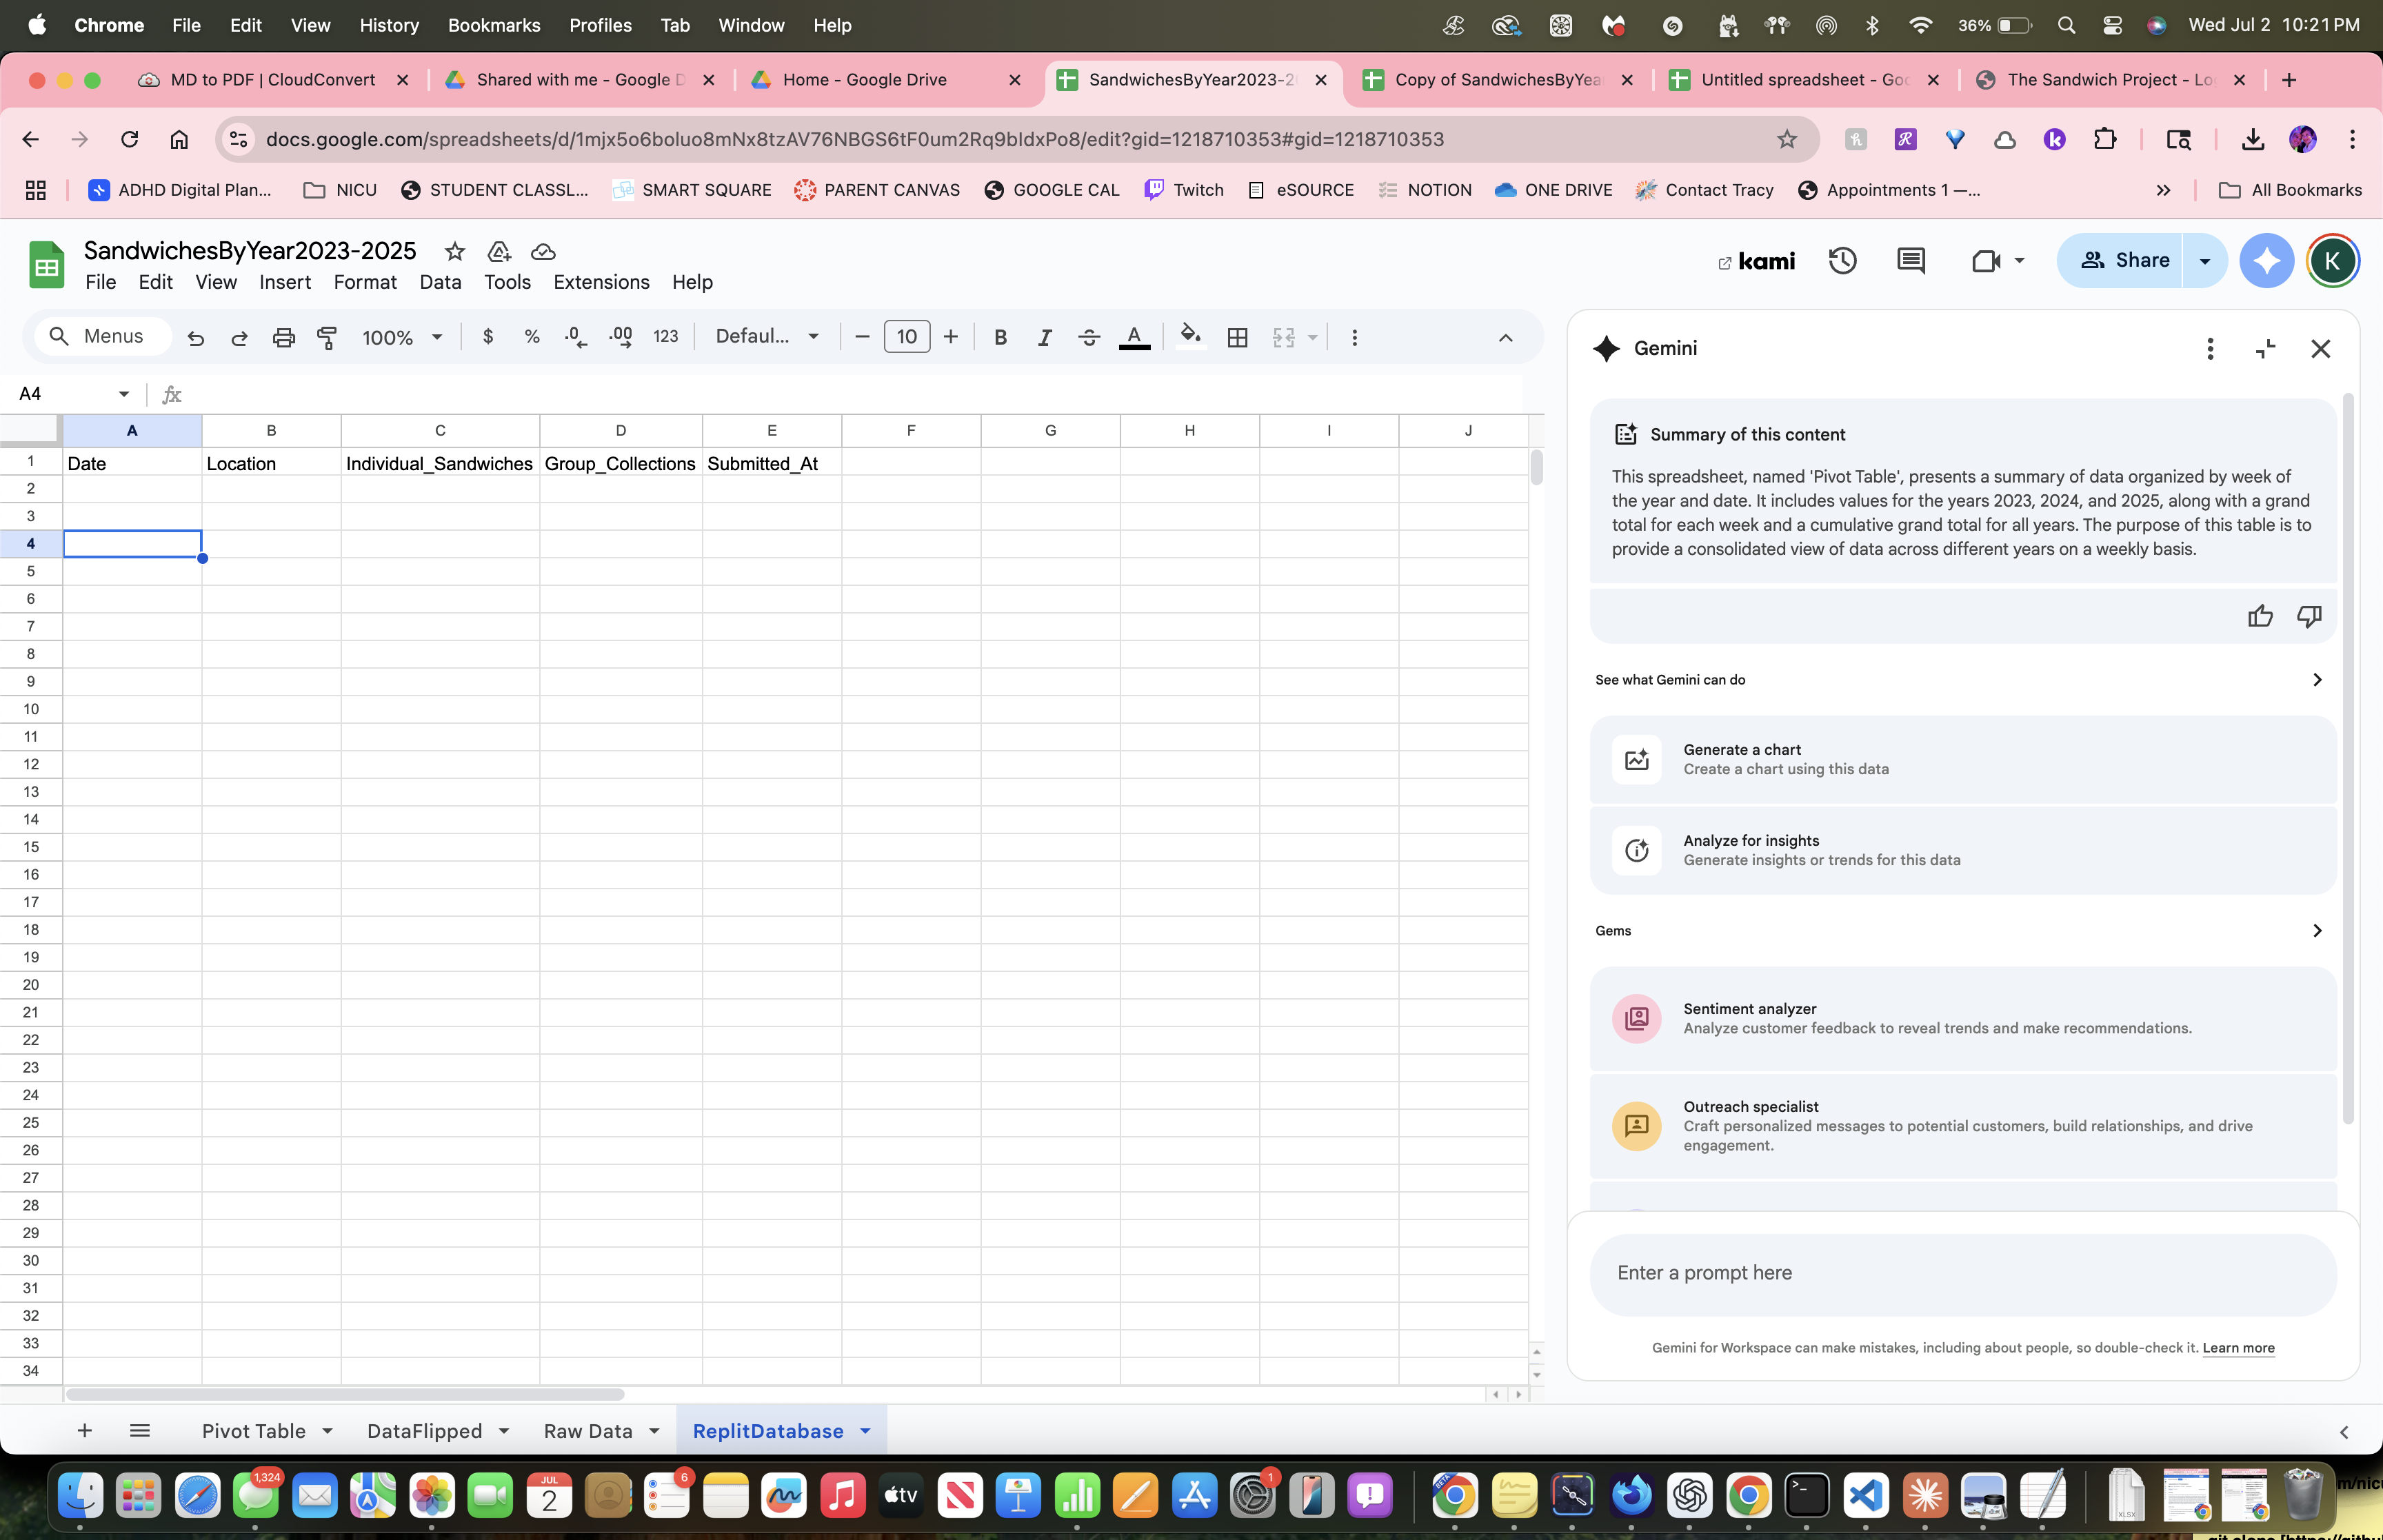 Chrome File Edit View History Bookmarks Profiles Tab Window Help 36% Wed Jul 2 10:21 PM
MD to PDF | CloudConvert Shared with me - Google D Home - Google Drive SandwichesByYear2023-2 Copy of SandwichesByYea Untitled spreadsheet - Goo The Sandwich Project - Lo
docs.google.com/spreadsheets/d/1mjx5o6boluo8mNx8tzAV76NBGS6tF0um2Rq9bIdxPo8/edit?gid=1218710353#gid=1218710353
ADHD Digital Plan... NICU STUDENT CLASSL... SMART SQUARE PARENT CANVAS GOOGLE CAL Twitch eSOURCE NOTION ONE DRIVE Contact Tracy Appointments 1 —... All Bookmarks
SandwichesByYear2023-2025
kami Share K
File Edit View Insert Format Data Tools Extensions Help
Menus 100% $ % .0 .00 123 Defaul... 10 B I A
A4 fx
A B C D E F G H I J
1 Date Location Individual_Sandwiches Group_Collections Submitted_At
2
3
4
5
6
7
8
9
10
11
12
13
14
15
16
17
18
19
20
21
22
23
24
25
26
27
28
29
30
31
32
33
34
Gemini
Summary of this content
This spreadsheet, named 'Pivot Table', presents a summary of data organized by week of
the year and date. It includes values for the years 2023, 2024, and 2025, along with a grand
total for each week and a cumulative grand total for all years. The purpose of this table is to
provide a consolidated view of data across different years on a weekly basis.
See what Gemini can do
Generate a chart
Create a chart using this data
Analyze for insights
Generate insights or trends for this data
Gems
Sentiment analyzer
Analyze customer feedback to reveal trends and make recommendations.
Outreach specialist
Craft personalized messages to potential customers, build relationships, and drive
engagement.
Enter a prompt here
Gemini for Workspace can make mistakes, including about people, so double-check it. Learn more
Pivot Table DataFlipped Raw Data ReplitDatabase
1,324 JUL 2 6 tv 1 XLSX